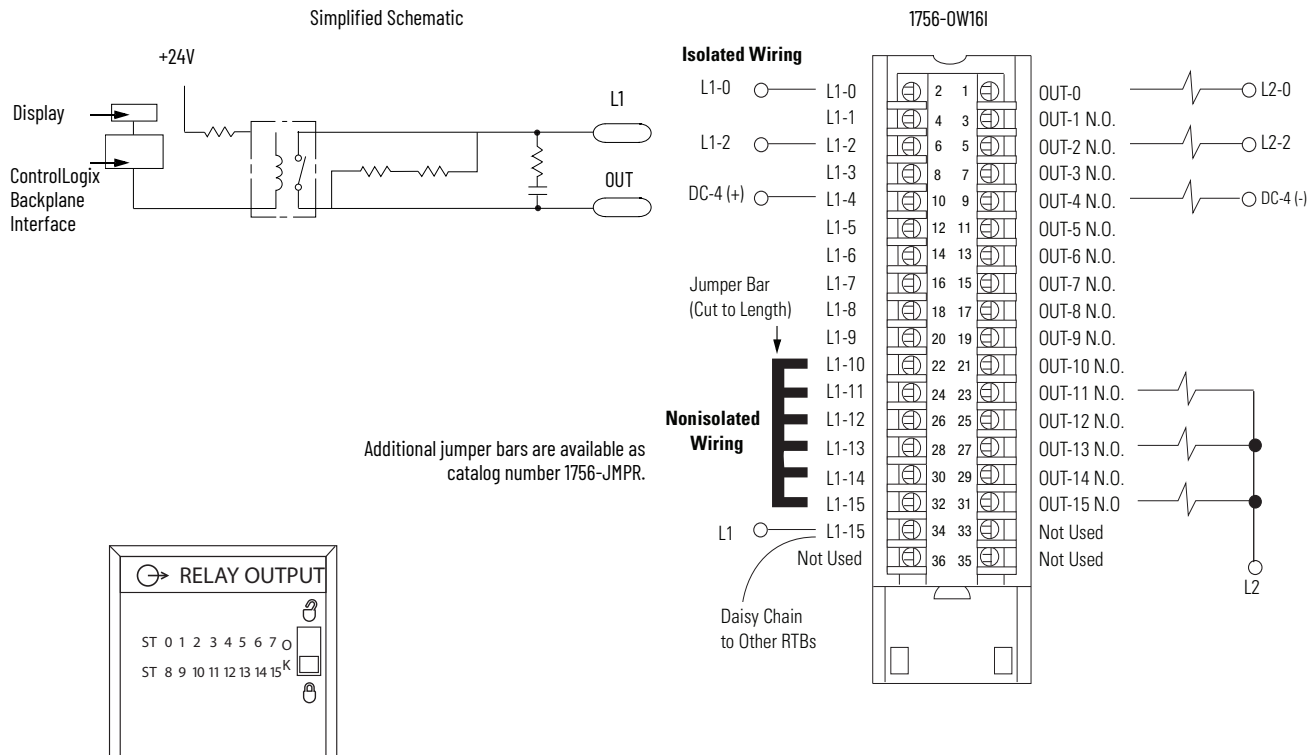 Simplified Schematic
+24V
Display
ControlLogix
Backplane
Interface
L1
OUT
1756-OW16I
Isolated Wiring
L1-0 L1-0 2 1 OUT-0 L2-0
L1-1 4 3 OUT-1 N.O.
L1-2 L1-2 6 5 OUT-2 N.O. L2-2
L1-3 8 7 OUT-3 N.O.
DC-4 (+) L1-4 10 9 OUT-4 N.O. DC-4 (-)
L1-5 12 11 OUT-5 N.O.
L1-6 14 13 OUT-6 N.O.
L1-7 16 15 OUT-7 N.O.
L1-8 18 17 OUT-8 N.O.
L1-9 20 19 OUT-9 N.O.
L1-10 22 21 OUT-10 N.O.
L1-11 24 23 OUT-11 N.O.
L1-12 26 25 OUT-12 N.O.
L1-13 28 27 OUT-13 N.O.
L1-14 30 29 OUT-14 N.O.
L1-15 32 31 OUT-15 N.O
L1 L1-15 34 33 Not Used
Not Used 36 35 Not Used
L2
Jumper Bar
(Cut to Length)
Nonisolated
Wiring
Daisy Chain
to Other RTBs
Additional jumper bars are available as
catalog number 1756-JMPR.
RELAY OUTPUT
ST 0 1 2 3 4 5 6 7 O
ST 8 9 10 11 12 13 14 15 K